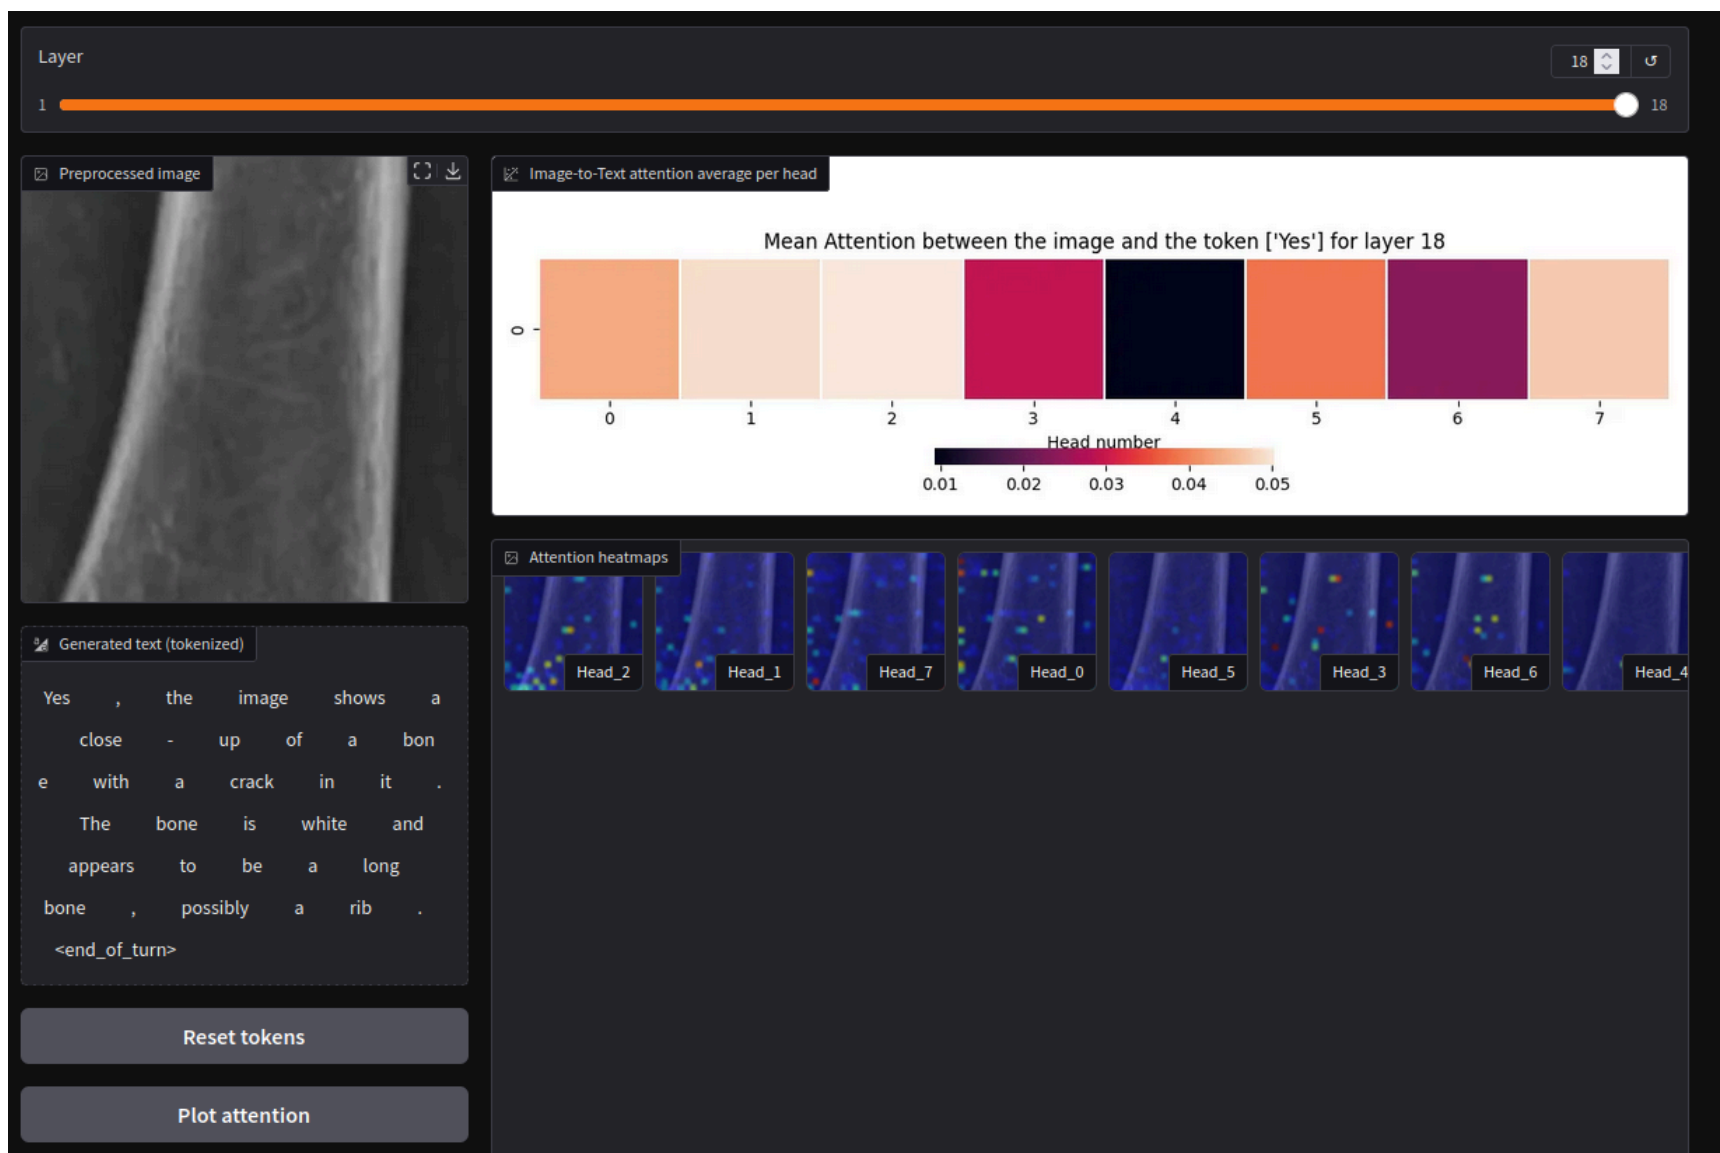 Layer
18
↺
1
18
Preprocessed image
Image-to-Text attention average per head
Mean Attention between the image and the token ['Yes'] for layer 18
0
0 1 2 3 4 5 6 7
Head number
0.01 0.02 0.03 0.04 0.05
Attention heatmaps
Head_2 Head_1 Head_7 Head_0 Head_5 Head_3 Head_6 Head_4
Generated text (tokenized)
Yes , the image shows a
close - up of a bon
e with a crack in it .
The bone is white and
appears to be a long
bone , possibly a rib .
<end_of_turn>
Reset tokens
Plot attention